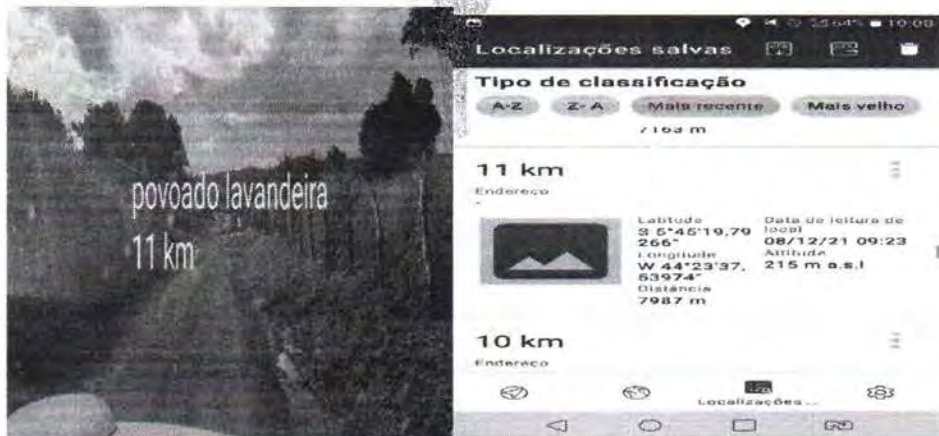 povoado lavandeira
11 km
10:08
Localizações salvas
Tipo de classificação
A-Z
Z-A
Mais recente
Mais velho
7163 m
11 km
Endereço
-
Latitude
S 5°45'19,79
266"
Longitude
W 44°23'37,
53974"
Distância
7987 m
Data de leitura de
local
08/12/21 09:23
Altitude
215 m a.s.l
10 km
Endereço
Localizações ...